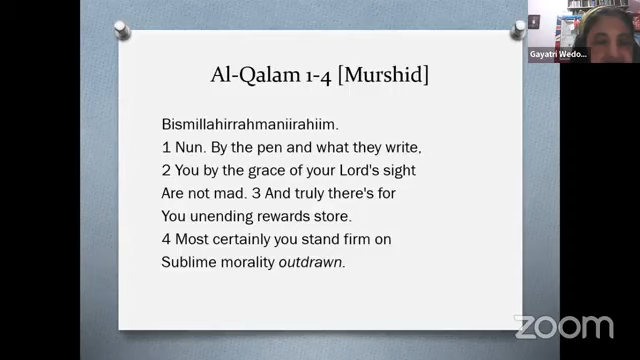 Gayatri Wedo...
Al-Qalam 1-4 [Murshid]
Bismillahirrahmaniirahiim.
1 Nun. By the pen and what they write,
2 You by the grace of your Lord's sight
Are not mad. 3 And truly there's for
You unending rewards store.
4 Most certainly you stand firm on
Sublime morality outdrawn.
zoom